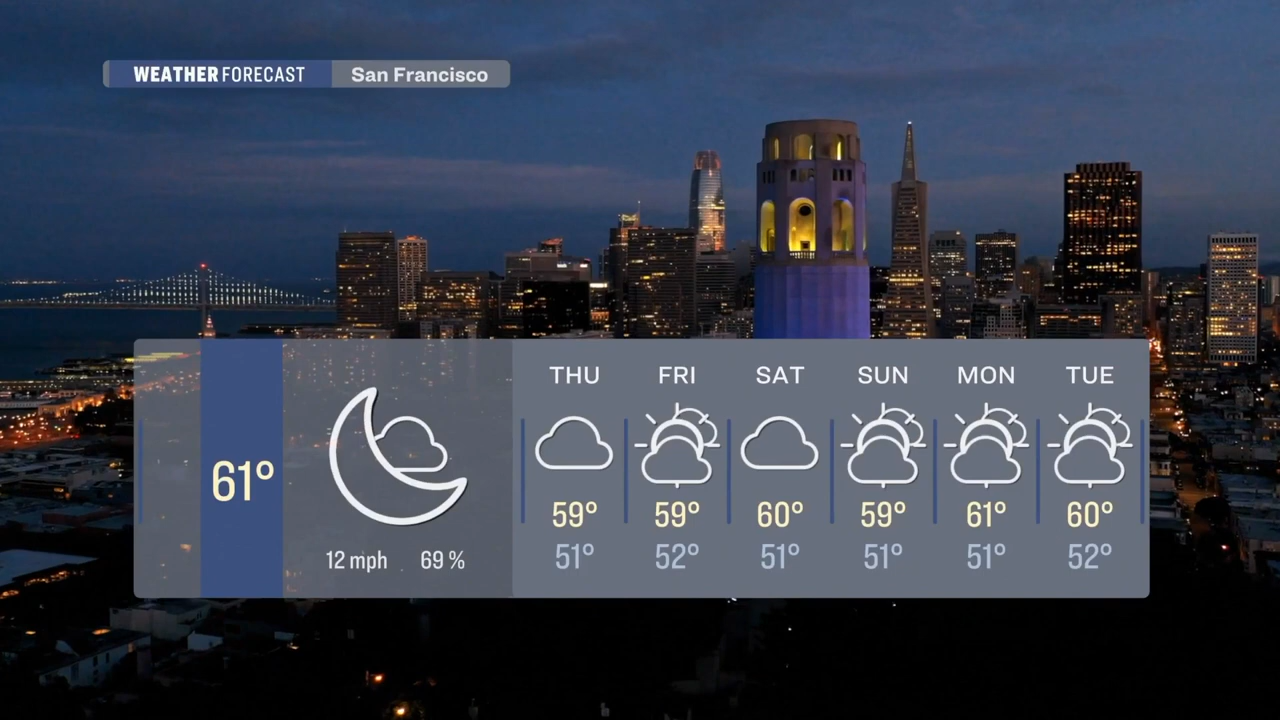 WEATHER FORECAST San Francisco
THU FRI SAT SUN MON TUE
61°
59° 59° 60° 59° 61° 60°
12 mph 69 % 51° 52° 51° 51° 51° 52°